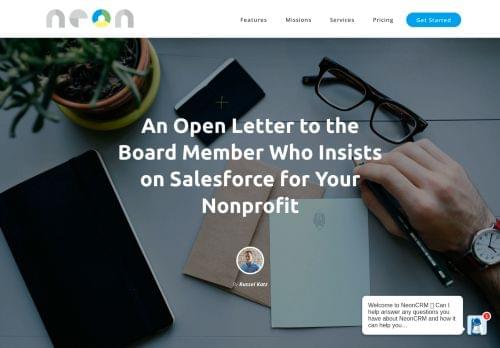 neon
Features
Missions
Services
Pricing
Get Started
An Open Letter to the
Board Member Who Insists
on Salesforce for Your
Nonprofit
By Russel Katz
Welcome to NeonCRM 👋 Can I
help answer any questions you
have about NeonCRM and how it
can help you...
1